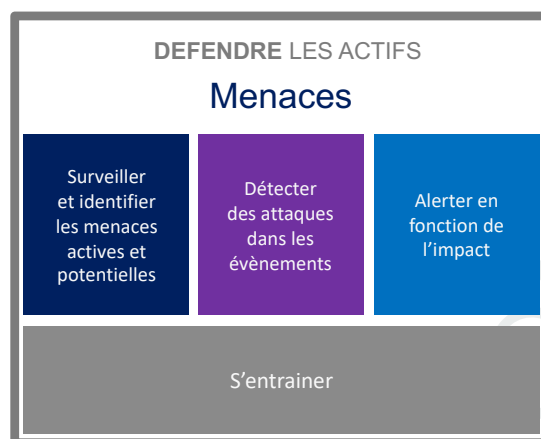 DEFENDRE LES ACTIFS
Menaces
Surveiller
et identifier
les menaces
actives et
potentielles
Détecter
des attaques
dans les
évènements
Alerter en
fonction de
l’impact
S’entrainer